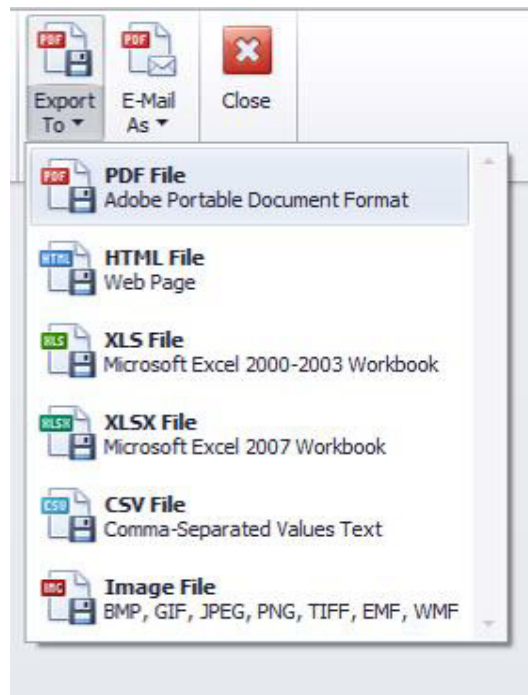 PDF
PDF
Export To
E-Mail As
Close
PDF
PDF File
Adobe Portable Document Format
HTML
HTML File
Web Page
XLS
XLS File
Microsoft Excel 2000-2003 Workbook
XLSX
XLSX File
Microsoft Excel 2007 Workbook
CSV
CSV File
Comma-Separated Values Text
IMG
Image File
BMP, GIF, JPEG, PNG, TIFF, EMF, WMF